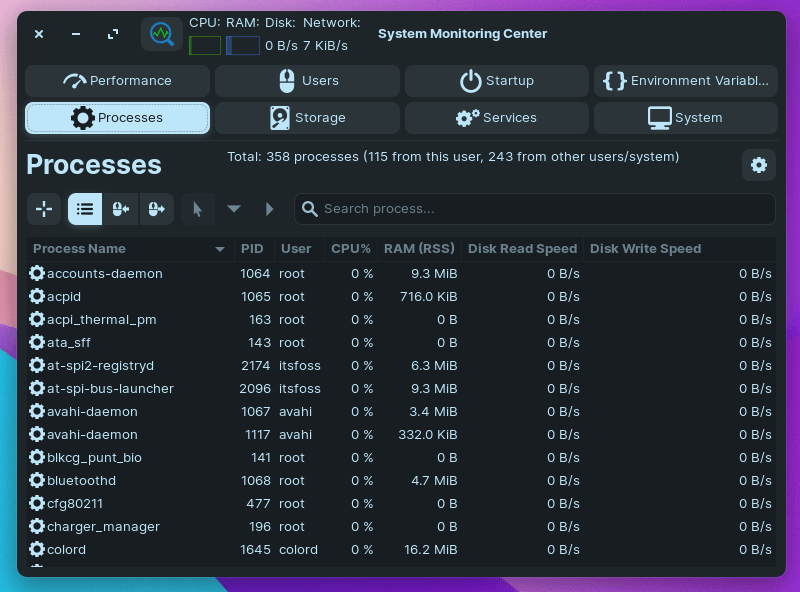 CPU: RAM: Disk: Network:
0 B/s 7 KiB/s
System Monitoring Center
Performance Users Startup Environment Variabl...
Processes Storage Services System
Processes
Total: 358 processes (115 from this user, 243 from other users/system)
Search process...
Process Name PID User CPU% RAM (RSS) Disk Read Speed Disk Write Speed
accounts-daemon 1064 root 0 % 9.3 MiB 0 B/s 0 B/s
acpid 1065 root 0 % 716.0 KiB 0 B/s 0 B/s
acpi_thermal_pm 163 root 0 % 0 B 0 B/s 0 B/s
ata_sff 143 root 0 % 0 B 0 B/s 0 B/s
at-spi2-registryd 2174 itsfoss 0 % 6.3 MiB 0 B/s 0 B/s
at-spi-bus-launcher 2096 itsfoss 0 % 9.3 MiB 0 B/s 0 B/s
avahi-daemon 1067 avahi 0 % 3.4 MiB 0 B/s 0 B/s
avahi-daemon 1117 avahi 0 % 332.0 KiB 0 B/s 0 B/s
blkcg_punt_bio 141 root 0 % 0 B 0 B/s 0 B/s
bluetoothd 1068 root 0 % 4.7 MiB 0 B/s 0 B/s
cfg80211 477 root 0 % 0 B 0 B/s 0 B/s
charger_manager 196 root 0 % 0 B 0 B/s 0 B/s
colord 1645 colord 0 % 16.2 MiB 0 B/s 0 B/s